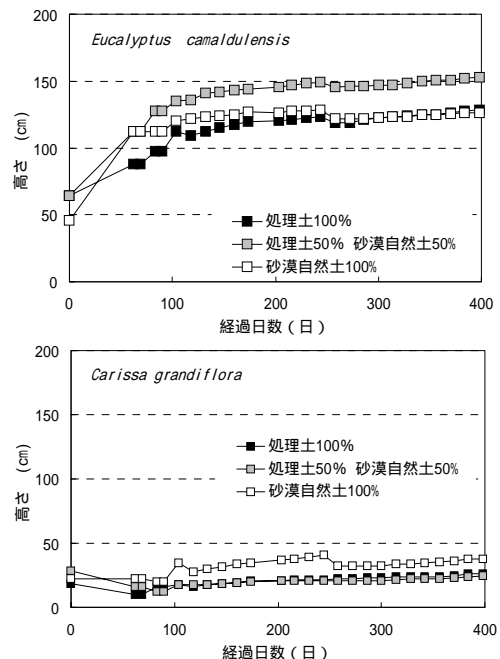 200
Eucalyptus camaldulensis
150
100
50
0
高さ (cm)
処理土100%
処理土50% 砂漠自然土50%
砂漠自然土100%
0 100 200 300 400
経過日数（日）
200
Carissa grandiflora
150
100
50
0
高さ (cm)
処理土100%
処理土50% 砂漠自然土50%
砂漠自然土100%
0 100 200 300 400
経過日数（日）